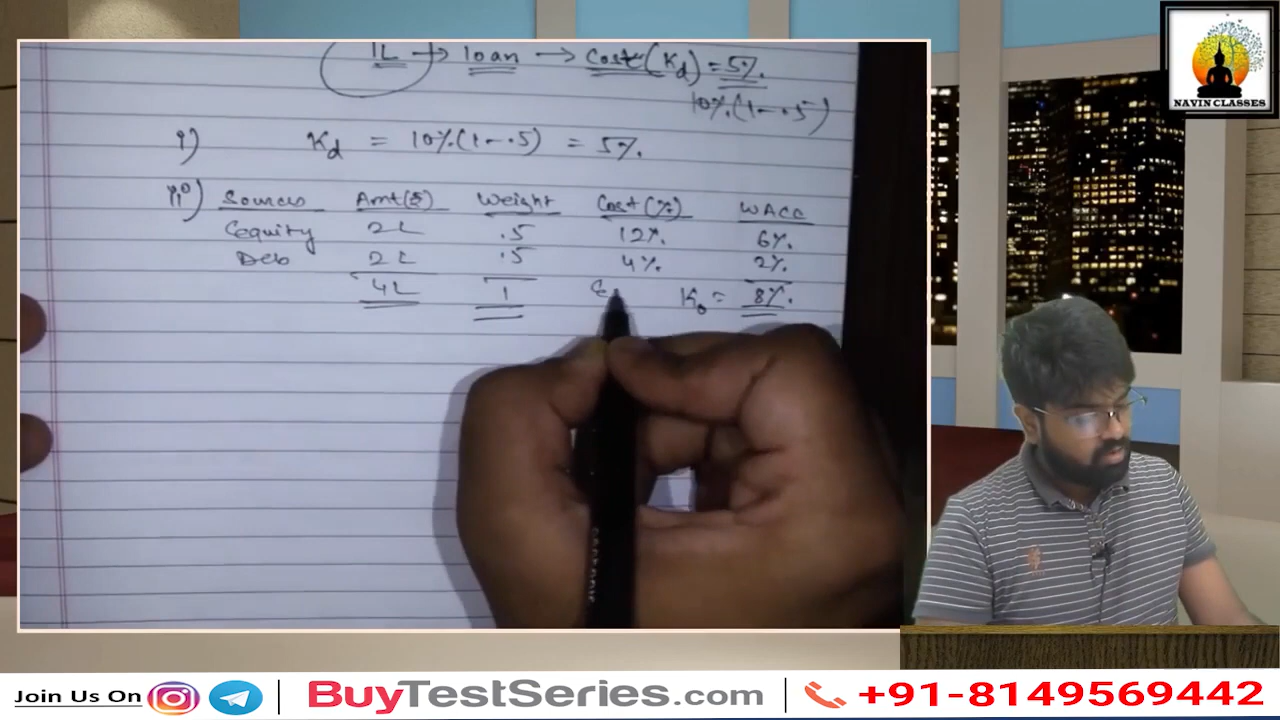 1L → loan → Cost (Kd) = 5%.
10%(1-.5)
i) Kd = 10%(1-.5) = 5%.
ii) Sources Amt(₹) Weight Cost(%) WACC
Eequity 2L .5 12%. 6%.
Deb 2L .5 4%. 2%.
4L 1 K₀ = 8%.
NAVIN CLASSES
Join Us On BuyTestSeries.com +91-8149569442